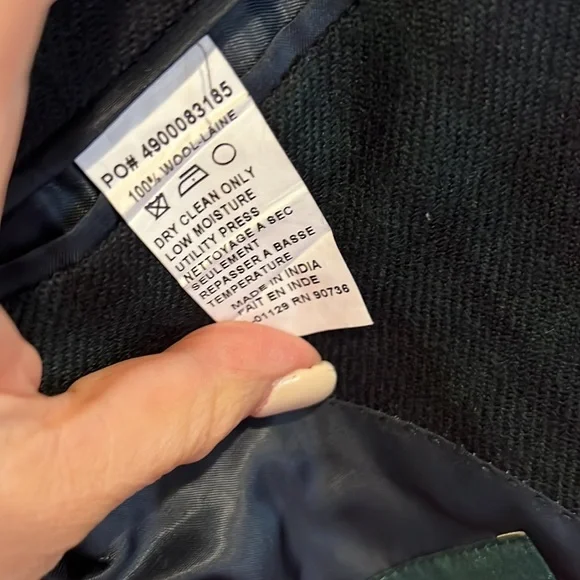 PO# 4900083185
100% WOOL-LAINE
DRY CLEAN ONLY
LOW MOISTURE
UTILITY PRESS
NETTOYAGE A SEC
SEULEMENT
REPASSER A BASSE
TEMPERATURE
MADE IN INDIA
FAIT EN INDE
-01129 RN 90736